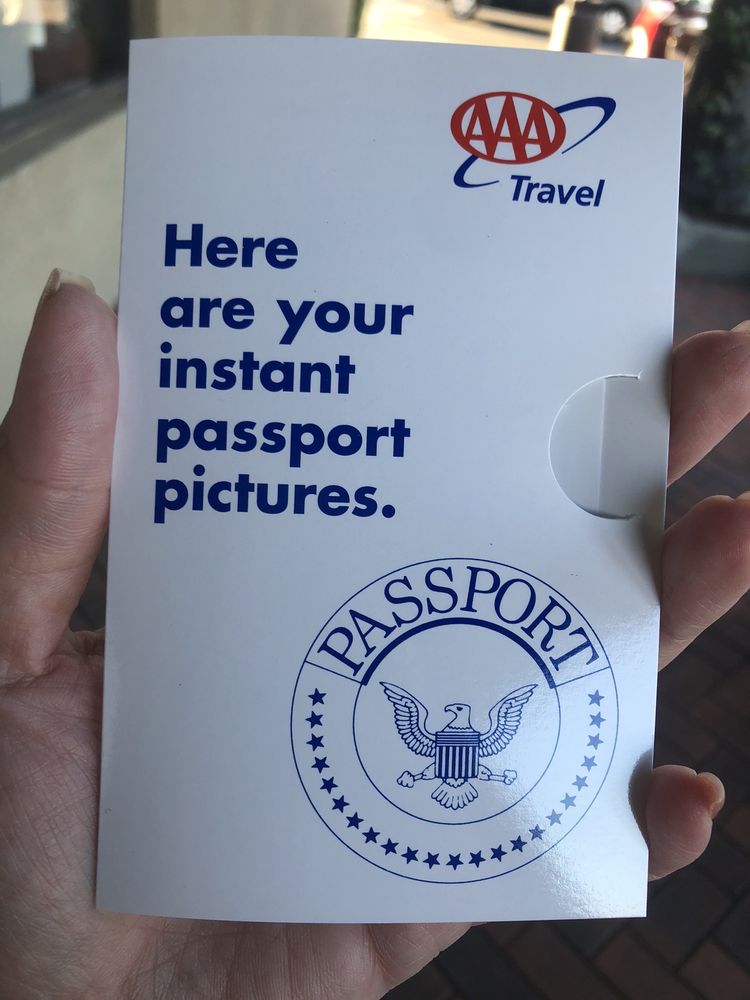 AAA
Travel
Here
are your
instant
passport
pictures.
PASSPORT